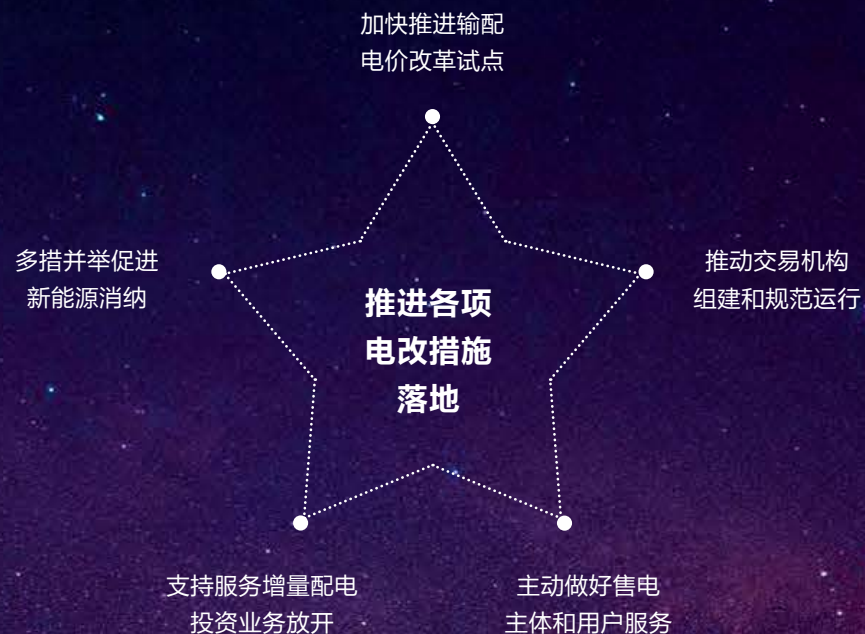 加快推进输配
电价改革试点
多措并举促进
新能源消纳
推动交易机构
组建和规范运行
推进各项
电改措施
落地
支持服务增量配电
投资业务放开
主动做好售电
主体和用户服务